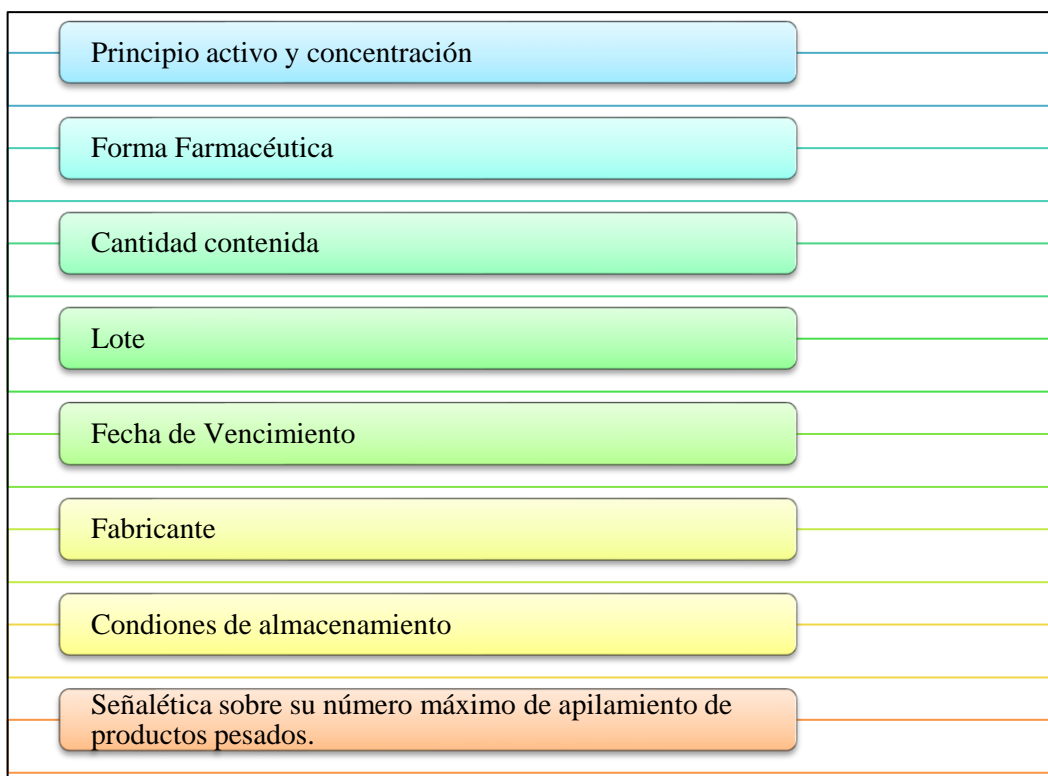 Principio activo y concentración
Forma Farmacéutica
Cantidad contenida
Lote
Fecha de Vencimiento
Fabricante
Condiones de almacenamiento
Señalética sobre su número máximo de apilamiento de
productos pesados.